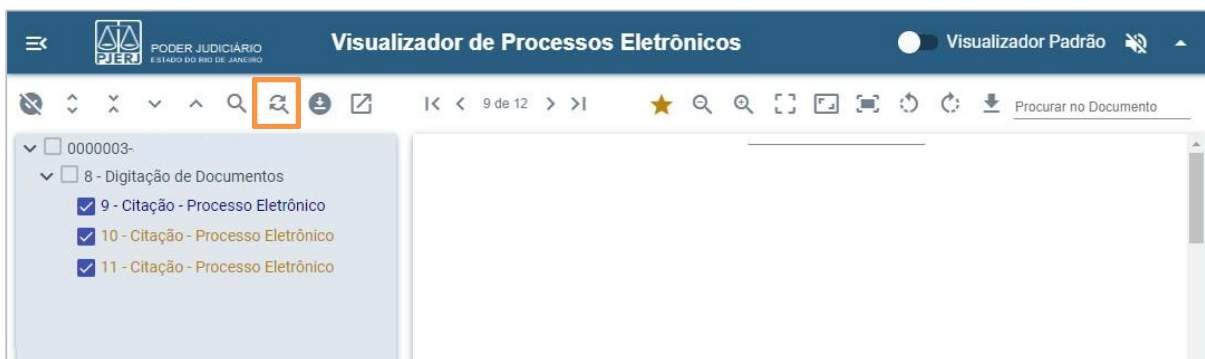 PJERJ
PODER JUDICIÁRIO
ESTADO DO RIO DE JANEIRO
Visualizador de Processos Eletrônicos
Visualizador Padrão
9 de 12
Procurar no Documento
0000003-
8 - Digitação de Documentos
9 - Citação - Processo Eletrônico
10 - Citação - Processo Eletrônico
11 - Citação - Processo Eletrônico